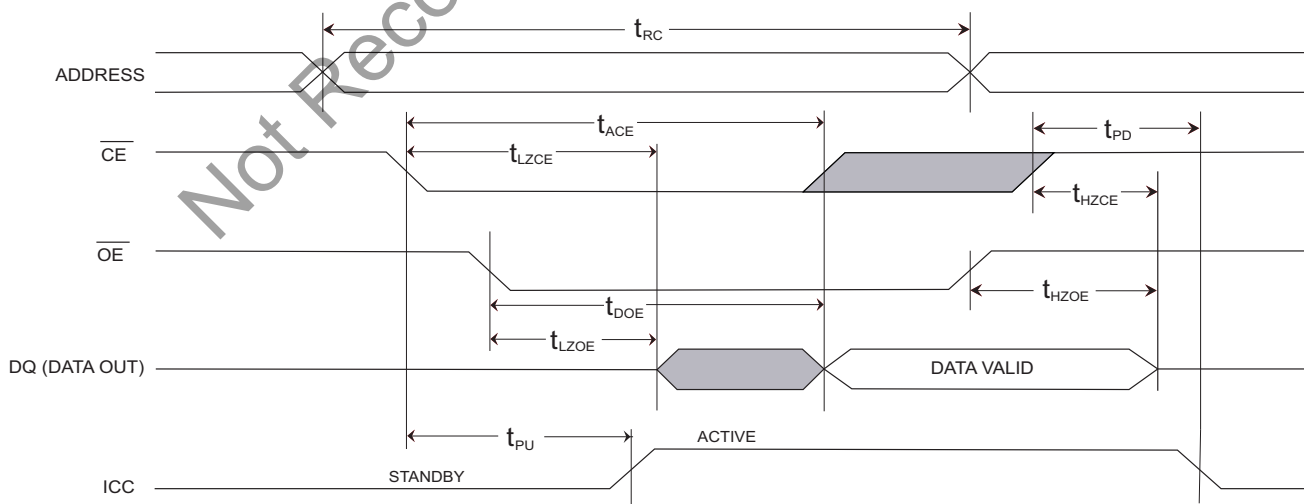 Not Reco
tRC
ADDRESS
tACE
tPD
CE
tLZCE
tHZCE
OE
tHZOE
tDOE
tLZOE
DQ (DATA OUT)
DATA VALID
tPU
ACTIVE
STANDBY
ICC